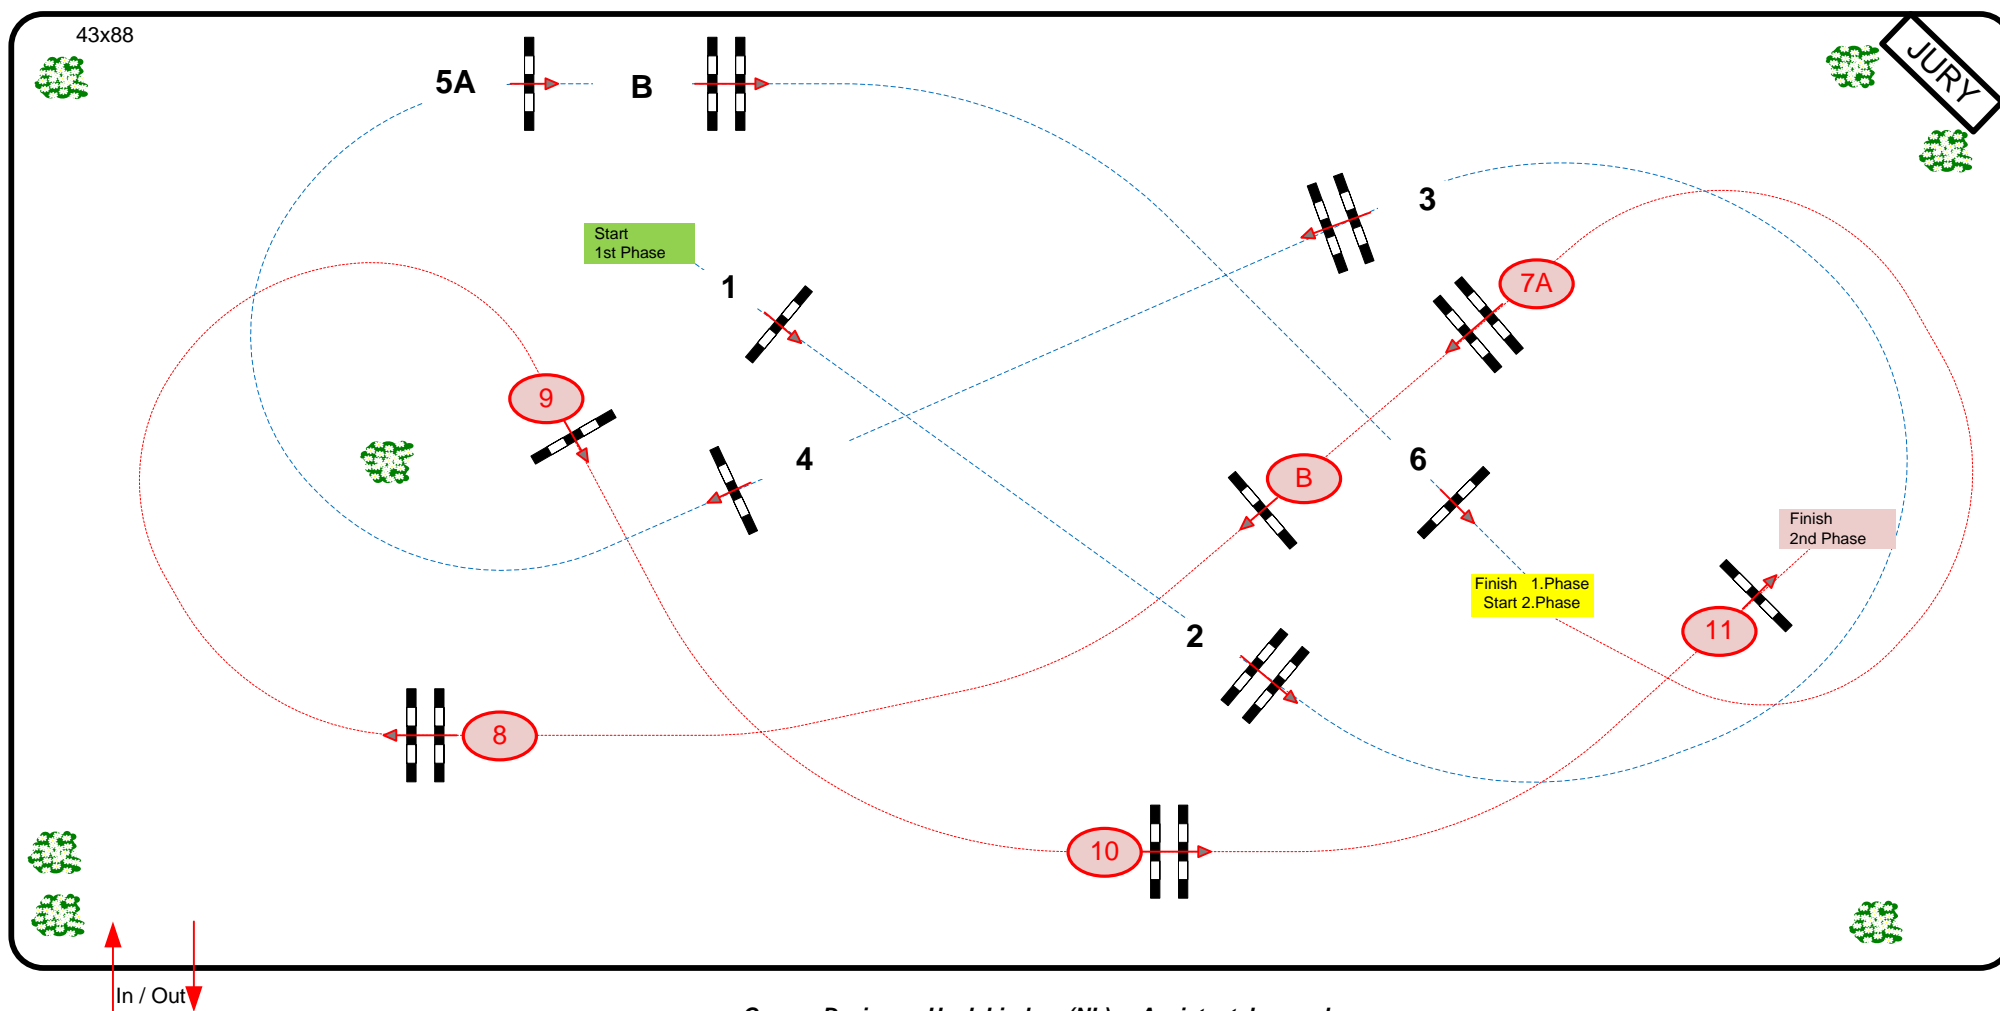 43x88
5A
B
JURY
3
Start
1st Phase
1
7A
9
4
6
B
Finish
2nd Phase
Finish 1.Phase
Start 2.Phase
2
11
8
10
In / Out